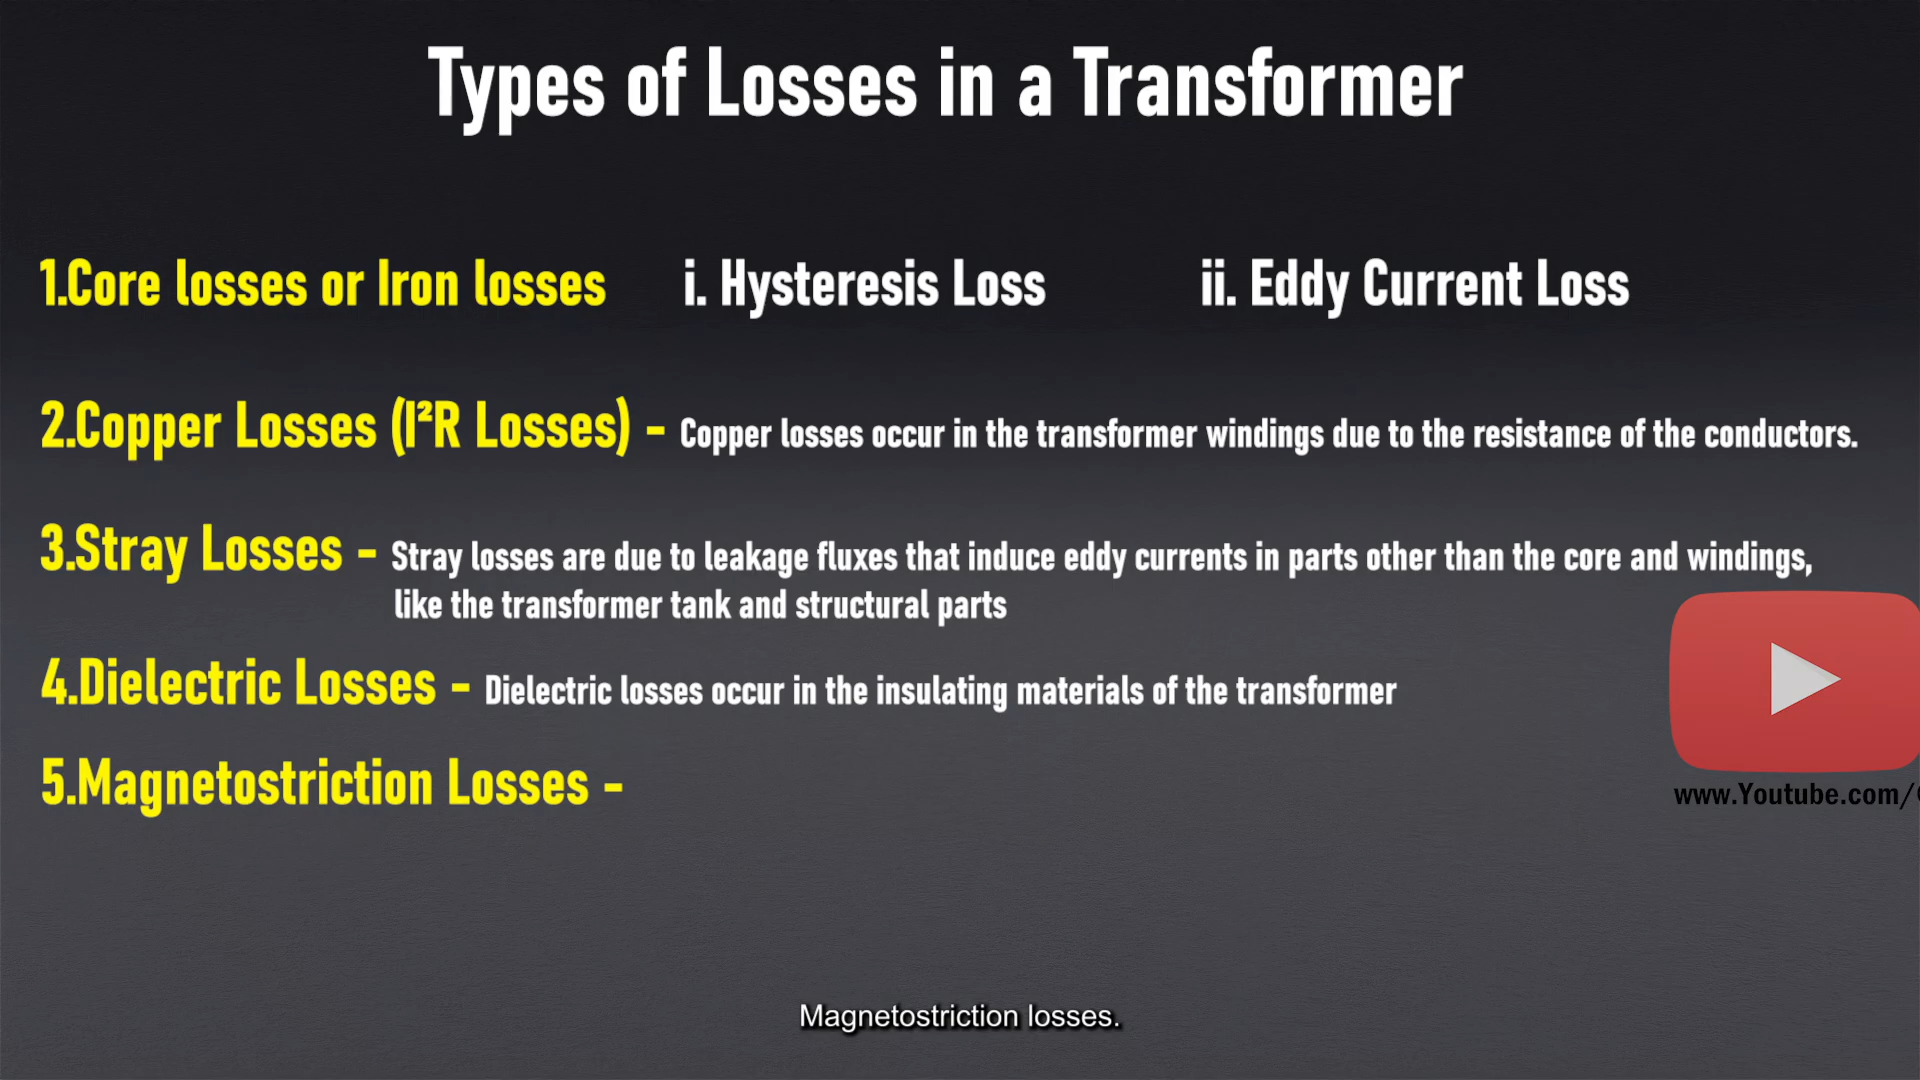 Types of Losses in a Transformer
1.Core losses or Iron losses i. Hysteresis Loss ii. Eddy Current Loss
2.Copper Losses (I²R Losses) - Copper losses occur in the transformer windings due to the resistance of the conductors.
3.Stray Losses - Stray losses are due to leakage fluxes that induce eddy currents in parts other than the core and windings,
like the transformer tank and structural parts
4.Dielectric Losses - Dielectric losses occur in the insulating materials of the transformer
5.Magnetostriction Losses -
www.Youtube.com/
Magnetostriction losses.